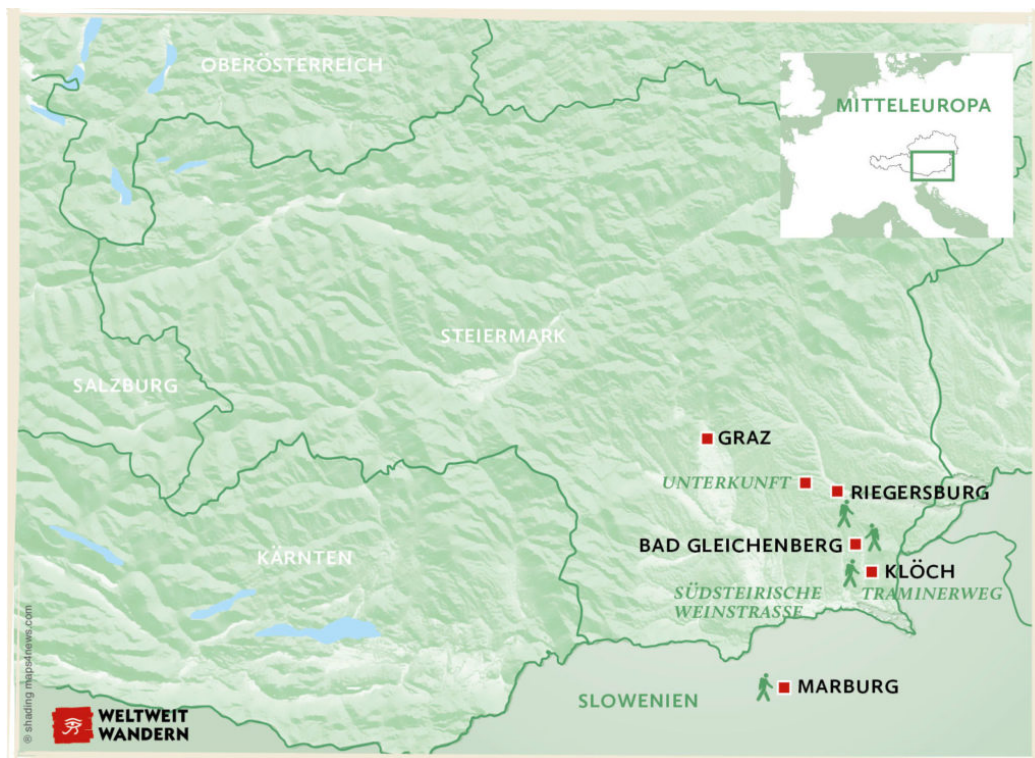 OBERÖSTERREICH
MITTELEUROPA
STEIERMARK
SALZBURG
GRAZ
UNTERKUNFT
RIEGERSBURG
BAD GLEICHENBERG
KÄRNTEN
KLÖCH
SÜDSTEIRISCHE
WEINSTRASSE
TRAMINERWEG
MARBURG
SLOWENIEN
® shading maps4news.com
WELTWEIT
WANDERN